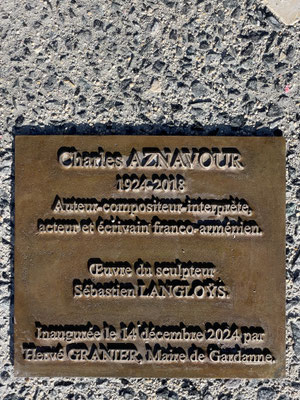 Charles AZNAVOUR
1924-2018
Auteur-compositeur-interprète,
acteur et écrivain franco-arménien.
Œuvre du sculpteur
Sébastien LANGLOŸS.
Inaugurée le 14 décembre 2024 par
Hervé GRANIER, Maire de Gardanne.